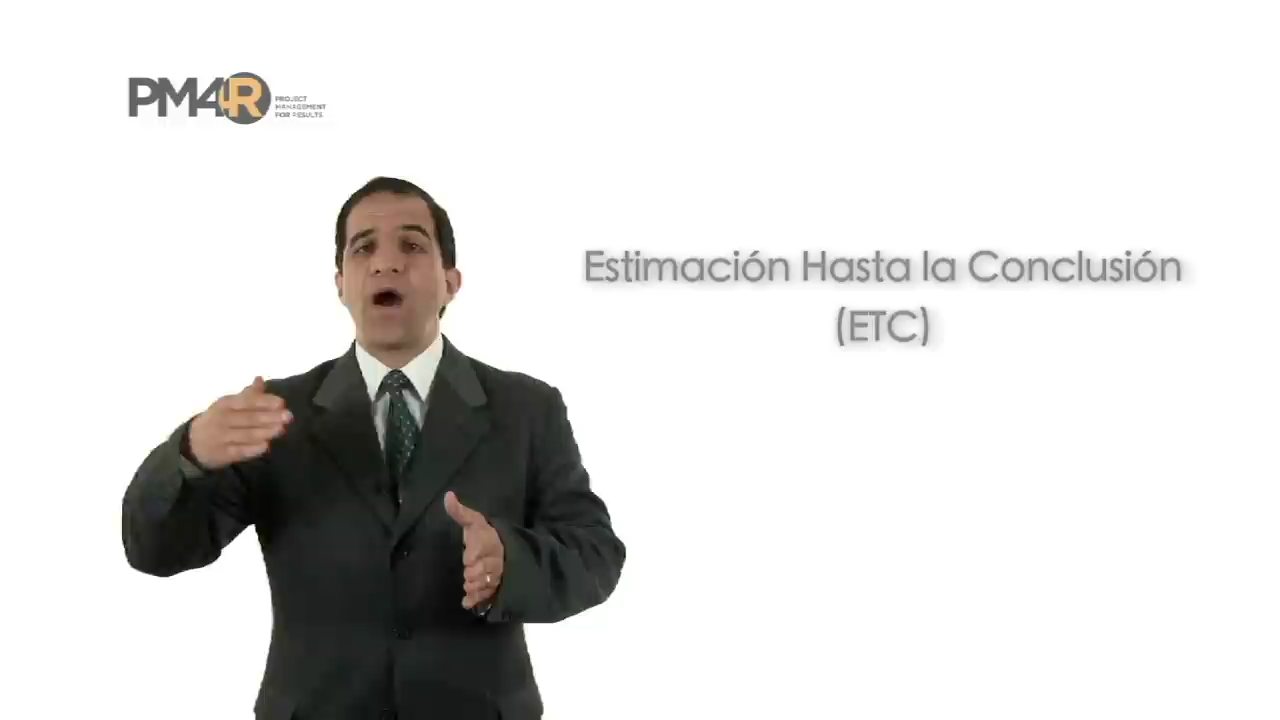 PM4R
PROJECT
MANAGEMENT
FOR RESULTS
Estimación Hasta la Conclusión
(ETC)